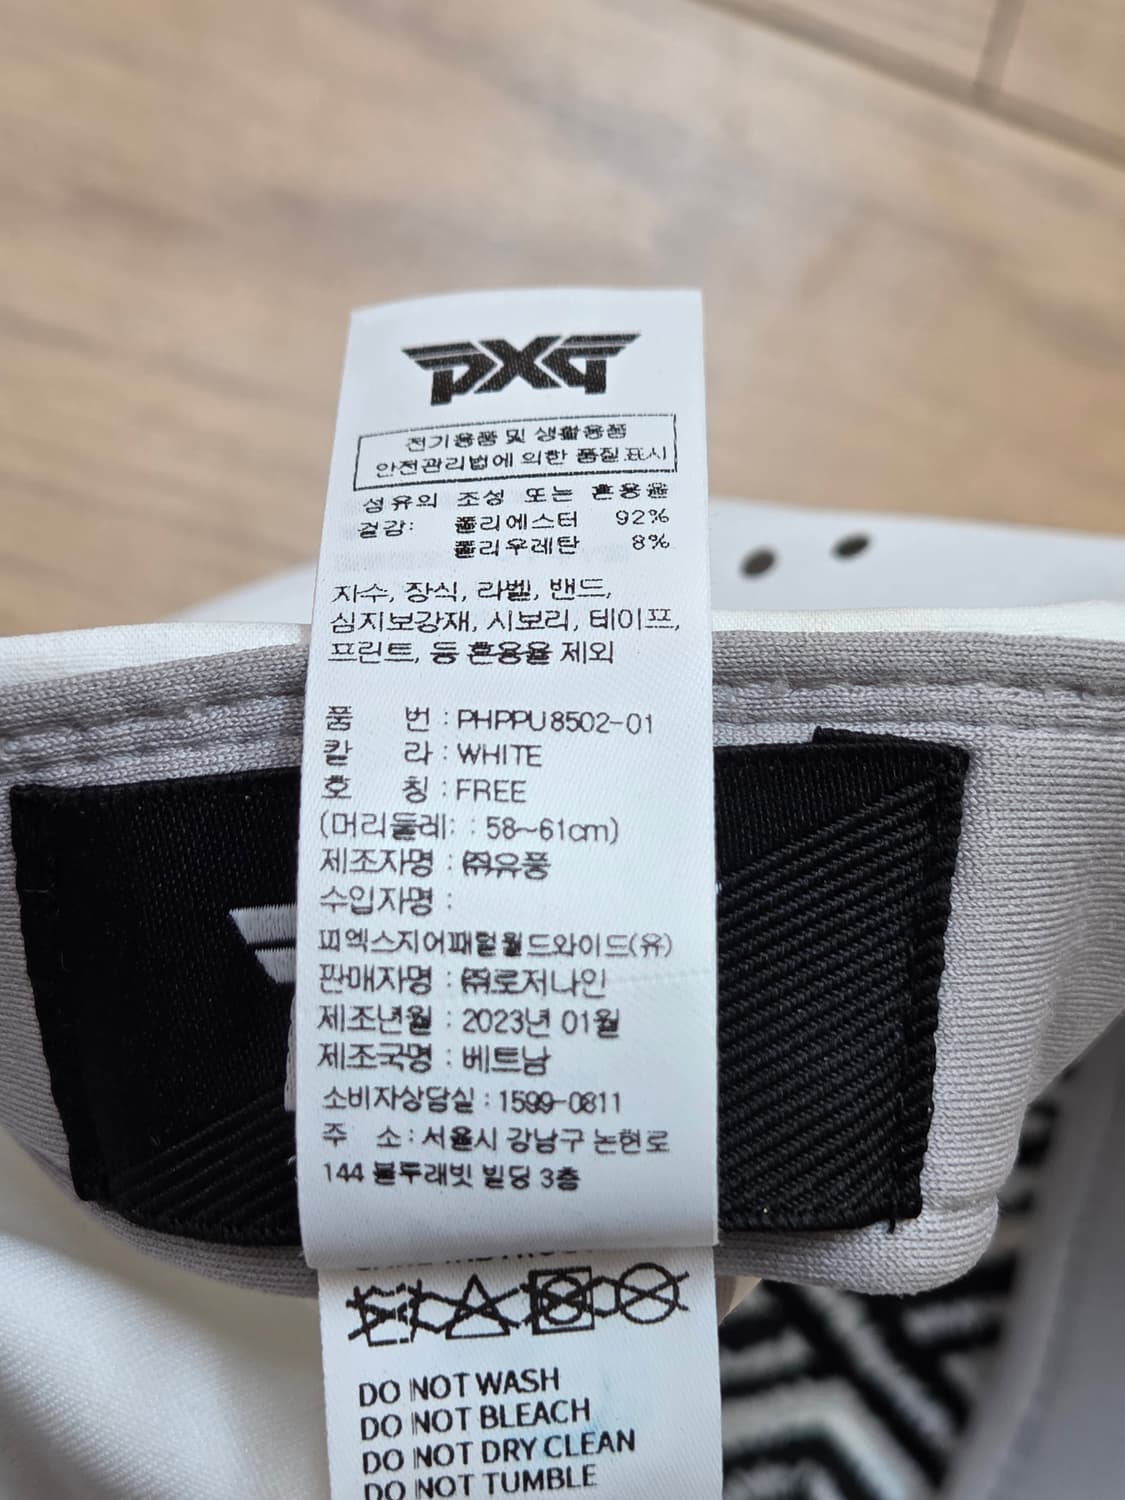 PXG
전기용품 및 생활용품
안전관리법에 의한 품질표시
섬유의 조성 또는 혼용율
겉감: 폴리에스터 92%
폴리우레탄 8%
자수, 장식, 라벨, 밴드,
심지보강재, 시보리, 테이프,
프린트, 등 혼용율 제외
품 번 : PHPPU8502-01
칼 라 : WHITE
호 칭 : FREE
(머리둘레: : 58~61cm)
제조자명 : ㈜유풍
수입자명 :
피엑스지어패럴월드와이드(유)
판매자명 : ㈜로저나인
제조년월 : 2023년 01월
제조국명 : 베트남
소비자상담실 : 1599-0811
주 소 : 서울시 강남구 논현로
144 불투래빗 빌딩 3층
DO NOT WASH
DO NOT BLEACH
DO NOT DRY CLEAN
DO NOT TUMBLE